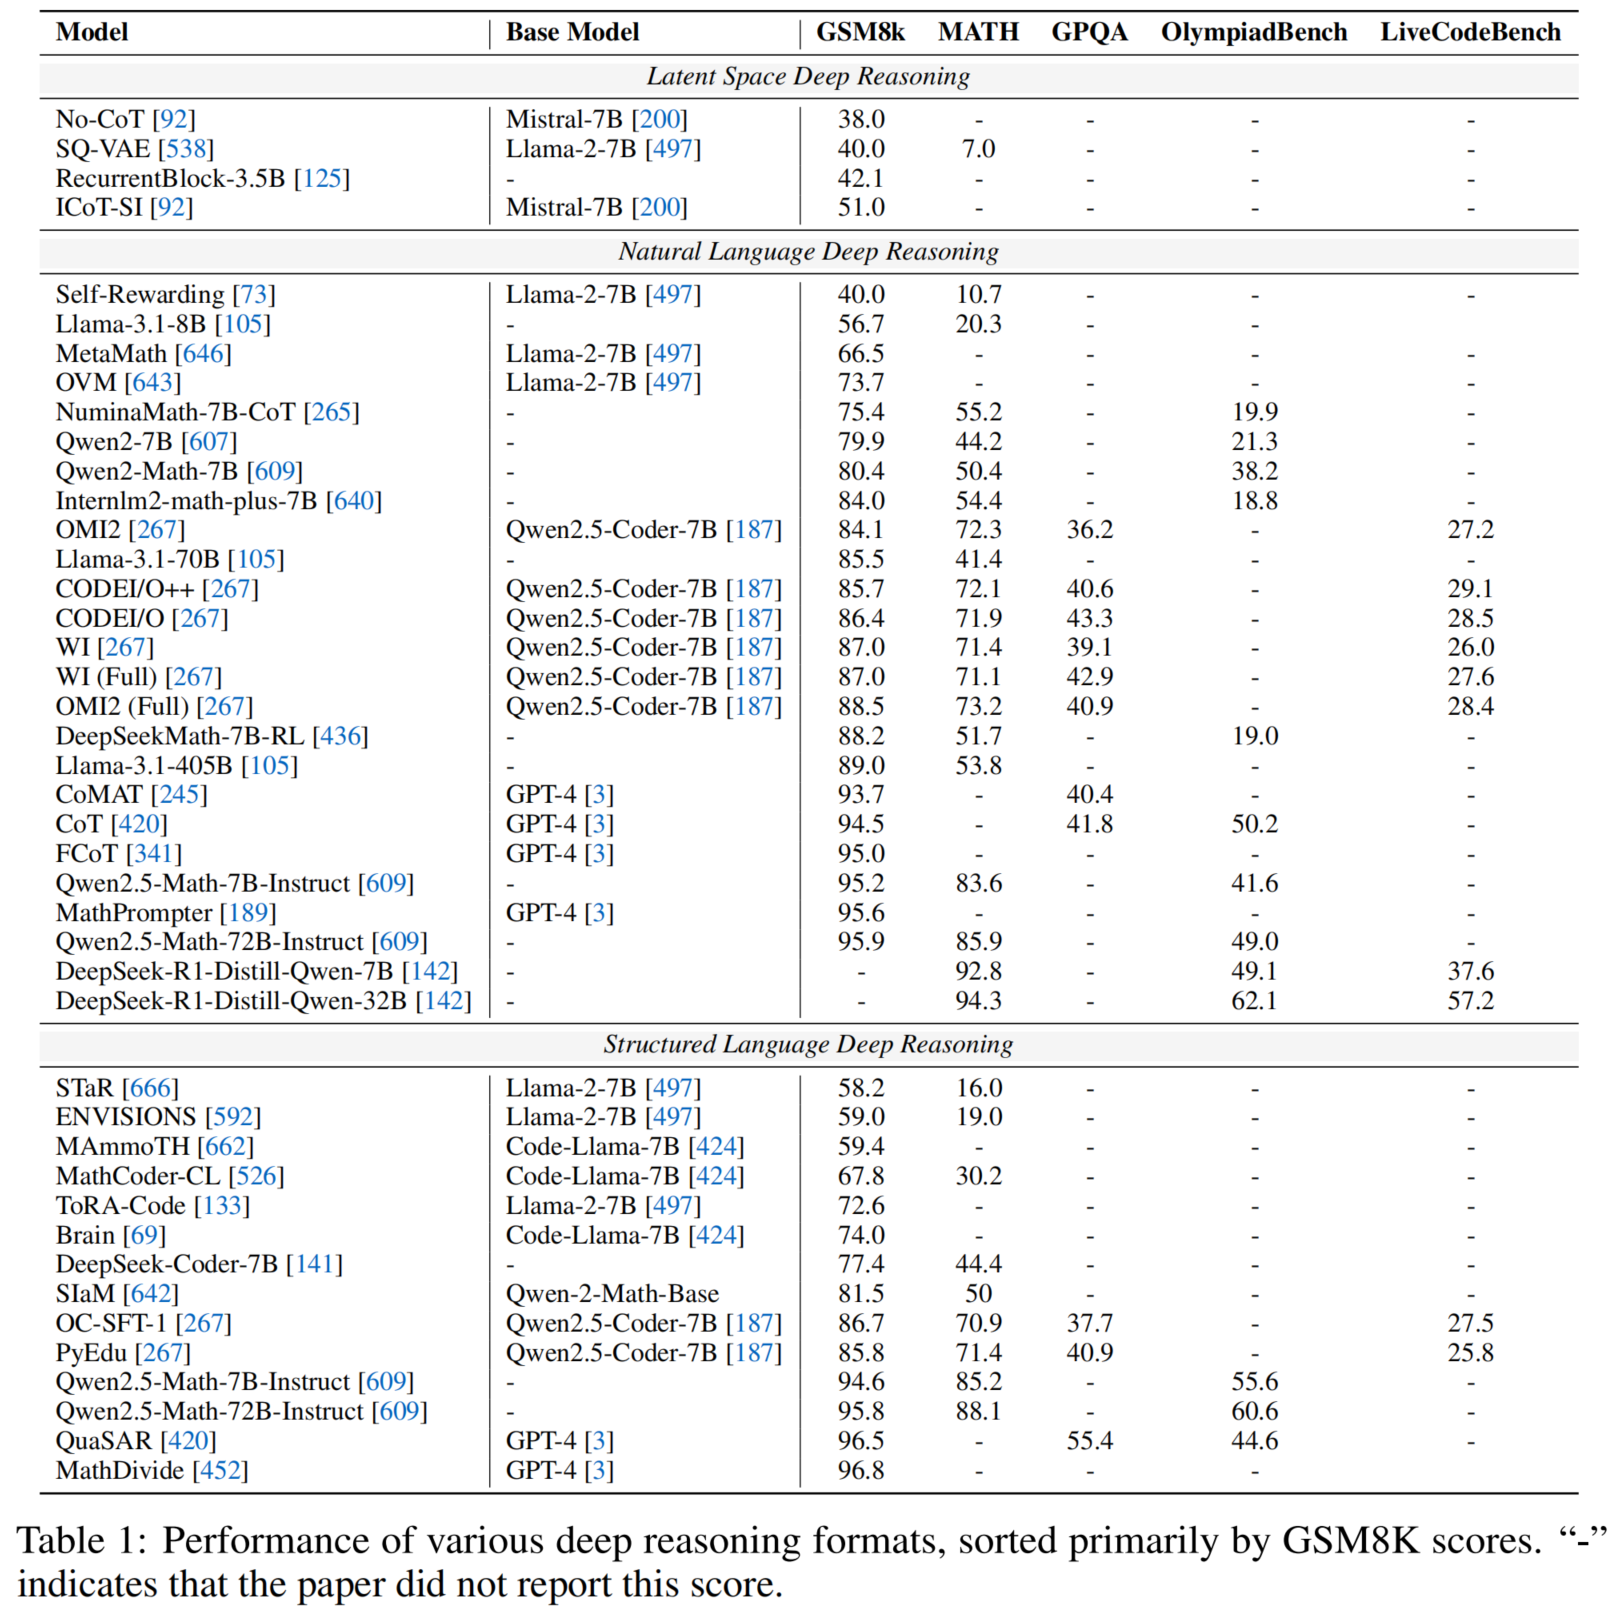 Model Base Model GSM8k MATH GPQA OlympiadBench LiveCodeBench
Latent Space Deep Reasoning
No-CoT [92] Mistral-7B [200] 38.0 - - - -
SQ-VAE [538] Llama-2-7B [497] 40.0 7.0 - - -
RecurrentBlock-3.5B [125] - 42.1 - - - -
ICoT-SI [92] Mistral-7B [200] 51.0 - - - -
Natural Language Deep Reasoning
Self-Rewarding [73] Llama-2-7B [497] 40.0 10.7 - - -
Llama-3.1-8B [105] - 56.7 20.3 - -
MetaMath [646] Llama-2-7B [497] 66.5 - - - -
OVM [643] Llama-2-7B [497] 73.7 - - - -
NuminaMath-7B-CoT [265] - 75.4 55.2 - 19.9 -
Qwen2-7B [607] - 79.9 44.2 - 21.3 -
Qwen2-Math-7B [609] - 80.4 50.4 - 38.2 -
Internlm2-math-plus-7B [640] - 84.0 54.4 - 18.8 -
OMI2 [267] Qwen2.5-Coder-7B [187] 84.1 72.3 36.2 - 27.2
Llama-3.1-70B [105] - 85.5 41.4 - - -
CODEI/O++ [267] Qwen2.5-Coder-7B [187] 85.7 72.1 40.6 - 29.1
CODEI/O [267] Qwen2.5-Coder-7B [187] 86.4 71.9 43.3 - 28.5
WI [267] Qwen2.5-Coder-7B [187] 87.0 71.4 39.1 - 26.0
WI (Full) [267] Qwen2.5-Coder-7B [187] 87.0 71.1 42.9 - 27.6
OMI2 (Full) [267] Qwen2.5-Coder-7B [187] 88.5 73.2 40.9 - 28.4
DeepSeekMath-7B-RL [436] - 88.2 51.7 - 19.0 -
Llama-3.1-405B [105] - 89.0 53.8 - - -
CoMAT [245] GPT-4 [3] 93.7 - 40.4 - -
CoT [420] GPT-4 [3] 94.5 - 41.8 50.2 -
FCoT [341] GPT-4 [3] 95.0 - - - -
Qwen2.5-Math-7B-Instruct [609] - 95.2 83.6 - 41.6 -
MathPrompter [189] GPT-4 [3] 95.6 - - - -
Qwen2.5-Math-72B-Instruct [609] - 95.9 85.9 - 49.0 -
DeepSeek-R1-Distill-Qwen-7B [142] - - 92.8 - 49.1 37.6
DeepSeek-R1-Distill-Qwen-32B [142] - - 94.3 - 62.1 57.2
Structured Language Deep Reasoning
STaR [666] Llama-2-7B [497] 58.2 16.0 - - -
ENVISIONS [592] Llama-2-7B [497] 59.0 19.0 - - -
MAmmoTH [662] Code-Llama-7B [424] 59.4 - - - -
MathCoder-CL [526] Code-Llama-7B [424] 67.8 30.2 - - -
ToRA-Code [133] Llama-2-7B [497] 72.6 - - - -
Brain [69] Code-Llama-7B [424] 74.0 - - - -
DeepSeek-Coder-7B [141] - 77.4 44.4 - - -
SIaM [642] Qwen-2-Math-Base 81.5 50 - - -
OC-SFT-1 [267] Qwen2.5-Coder-7B [187] 86.7 70.9 37.7 - 27.5
PyEdu [267] Qwen2.5-Coder-7B [187] 85.8 71.4 40.9 - 25.8
Qwen2.5-Math-7B-Instruct [609] - 94.6 85.2 - 55.6 -
Qwen2.5-Math-72B-Instruct [609] - 95.8 88.1 - 60.6 -
QuaSAR [420] GPT-4 [3] 96.5 - 55.4 44.6 -
MathDivide [452] GPT-4 [3] 96.8 - - -
Table 1: Performance of various deep reasoning formats, sorted primarily by GSM8K scores. “-”
indicates that the paper did not report this score.